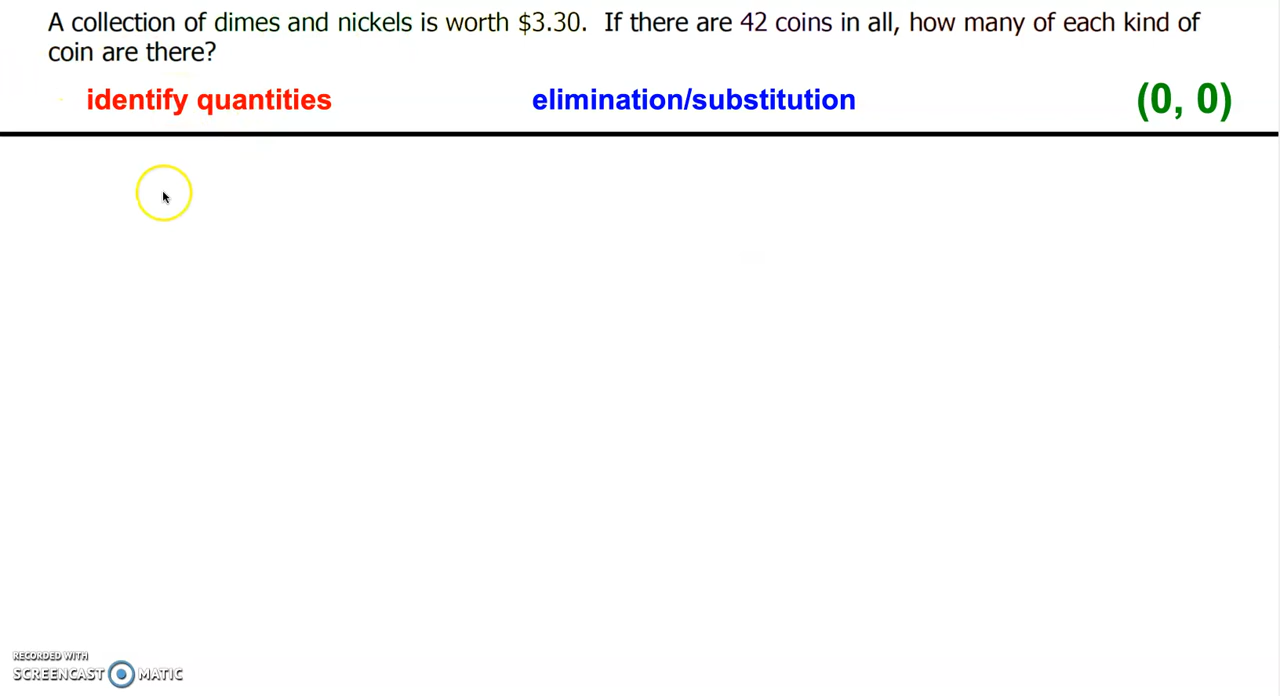 A collection of dimes and nickels is worth $3.30.  If there are 42 coins in all, how many of each kind of
coin are there?
identify quantities elimination/substitution (0, 0)
RECORDED WITH
SCREENCAST MATIC